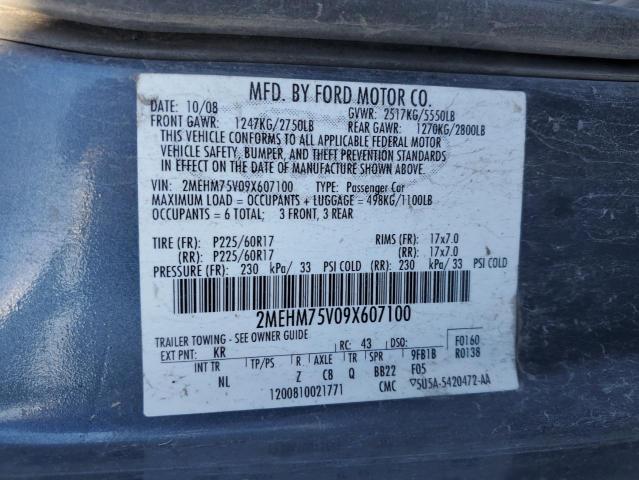 MFD. BY FORD MOTOR CO.
DATE: 10/08 GVWR: 2517KG/5550LB
FRONT GAWR: 1247KG/2750LB REAR GAWR: 1270KG/2800LB
THIS VEHICLE CONFORMS TO ALL APPLICABLE FEDERAL MOTOR
VEHICLE SAFETY, BUMPER, AND THEFT PREVENTION STANDARDS
IN EFFECT ON THE DATE OF MANUFACTURE SHOWN ABOVE.
VIN: 2MEHM75V09X607100 TYPE: Passenger Car
MAXIMUM LOAD = OCCUPANTS + LUGGAGE = 498KG/1100LB
OCCUPANTS = 6 TOTAL; 3 FRONT, 3 REAR
TIRE (FR): P225/60R17 RIMS (FR): 17x7.0
(RR): P225/60R17 (RR): 17x7.0
PRESSURE (FR): 230 kPa/ 33 PSI COLD (RR): 230 kPa/ 33 PSI COLD
2MEHM75V09X607100
TRAILER TOWING - SEE OWNER GUIDE
EXT PNT: KR RC: 43 DSO: F0160
INT TR TP/PS R AXLE TR SPR 9FB1B R0138
NL Z C8 Q BB22 F05
1200810021771 CMC 5U5A-5420472-AA